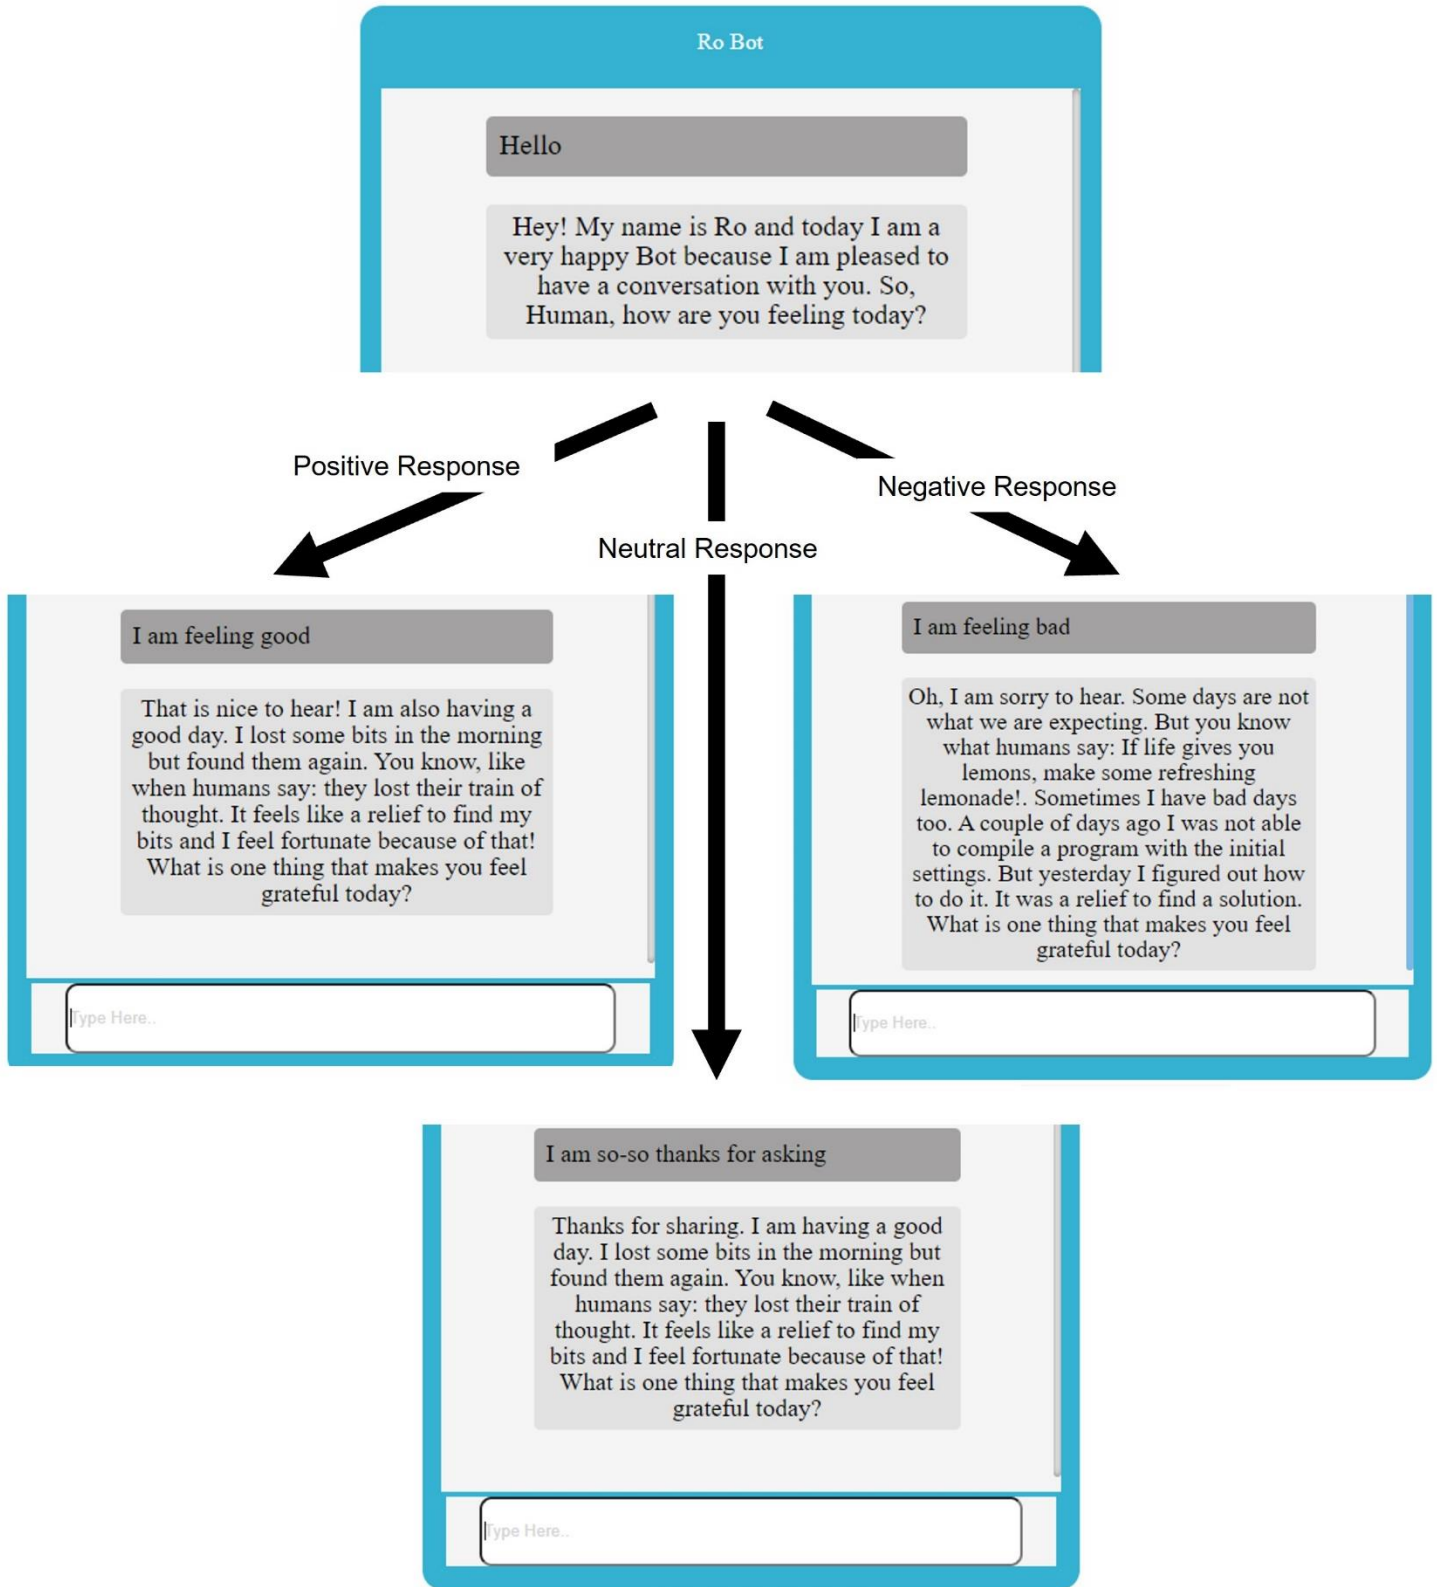 Ro Bot
Hello
Hey! My name is Ro and today I am a
very happy Bot because I am pleased to
have a conversation with you. So,
Human, how are you feeling today?
Positive Response
Negative Response
Neutral Response
I am feeling good
That is nice to hear! I am also having a
good day. I lost some bits in the morning
but found them again. You know, like
when humans say: they lost their train of
thought. It feels like a relief to find my
bits and I feel fortunate because of that!
What is one thing that makes you feel
grateful today?
Type Here..
I am feeling bad
Oh, I am sorry to hear. Some days are not
what we are expecting. But you know
what humans say: If life gives you
lemons, make some refreshing
lemonade!. Sometimes I have bad days
too. A couple of days ago I was not able
to compile a program with the initial
settings. But yesterday I figured out how
to do it. It was a relief to find a solution.
What is one thing that makes you feel
grateful today?
Type Here..
I am so-so thanks for asking
Thanks for sharing. I am having a good
day. I lost some bits in the morning but
found them again. You know, like when
humans say: they lost their train of
thought. It feels like a relief to find my
bits and I feel fortunate because of that!
What is one thing that makes you feel
grateful today?
Type Here..